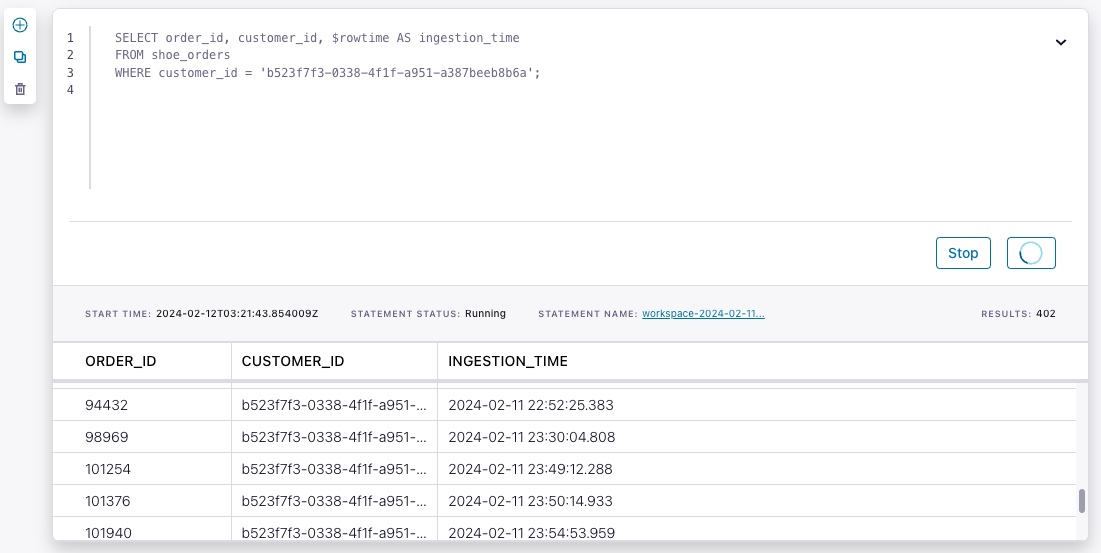 1 SELECT order_id, customer_id, $rowtime AS ingestion_time
2 FROM shoe_orders
3 WHERE customer_id = 'b523f7f3-0338-4f1f-a951-a387beeb8b6a';
4
Stop
START TIME: 2024-02-12T03:21:43.854009Z STATEMENT STATUS: Running STATEMENT NAME: workspace-2024-02-11... RESULTS: 402
ORDER_ID CUSTOMER_ID INGESTION_TIME
94432 b523f7f3-0338-4f1f-a951-... 2024-02-11 22:52:25.383
98969 b523f7f3-0338-4f1f-a951-... 2024-02-11 23:30:04.808
101254 b523f7f3-0338-4f1f-a951-... 2024-02-11 23:49:12.288
101376 b523f7f3-0338-4f1f-a951-... 2024-02-11 23:50:14.933
101940 b523f7f3-0338-4f1f-a951-... 2024-02-11 23:54:53.959